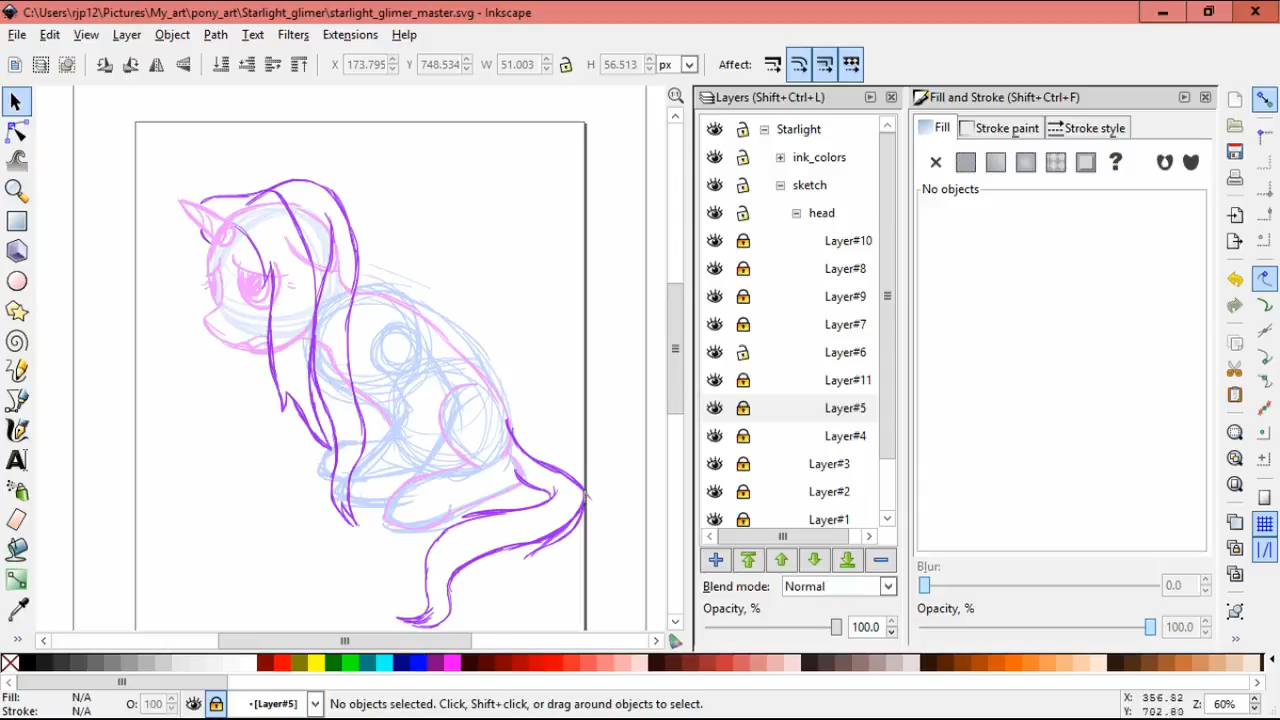 C:\Users\rjp12\Pictures\My_art\pony_art\Starlight_glimer\starlight_glimer_master.svg - Inkscape
File Edit View Layer Object Path Text Filters Extensions Help
X 173.795 Y 748.534 W 51.003 H 56.513 px Affect:
Layers (Shift+Ctrl+L)
Fill and Stroke (Shift+Ctrl+F)
Fill Stroke paint Stroke style
No objects
Starlight
ink_colors
sketch
head
Layer#10
Layer#8
Layer#9
Layer#7
Layer#6
Layer#11
Layer#5
Layer#4
Layer#3
Layer#2
Layer#1
Blend mode: Normal
Opacity, % 100.0
Blur: 0.0
Opacity, % 100.0
Fill: N/A
Stroke: N/A
O: 100
-[Layer#5]
No objects selected. Click, Shift+click, or drag around objects to select.
X: 356.82
Y: 702.80
Z: 60%